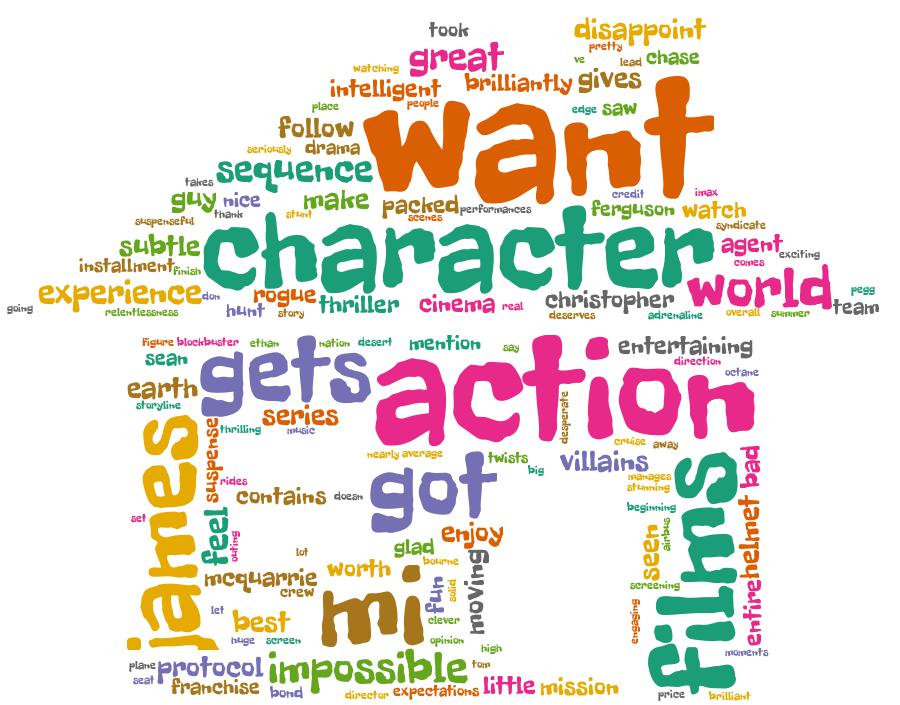 took
disappoint
great
pretty
ve
lead
chase
watching
intelligent
brilliantly
gives
place
people
edge
saw
want
follow
seriously
drama
sequence
takes
guy
nice
make
packed
performances
credit
imax
thank
stunt
scenes
ferguson
watch
suspenseful
syndicate
subtle
character
agent
comes
exciting
installment
finish
world
experience
don
rogue
thriller
cinema
real
christopher
pegg
going
relentlessness
hunt
story
deserves
adrenaline
overall
summer
team
figure
blockbuster
ethan
nation
desert
mention
say
entertaining
sean
gets
action
direction
octane
earth
storyline
series
desperate
thrilling
music
cruise
away
james
suspense
nearly
average
got
twists
big
villains
manages
stunning
bad
rides
contains
doesn
beginning
films
set
feel
outing
enjoy
seen
airbus
helmet
lot
glad
bourne
mcquarrie
worth
crew
mi
fun
solid
moving
screening
entire
let
best
clever
engaging
huge
screen
opinion
high
moments
plane
protocol
impossible
tom
seat
franchise
bond
director
expectations
little
mission
price
brilliant